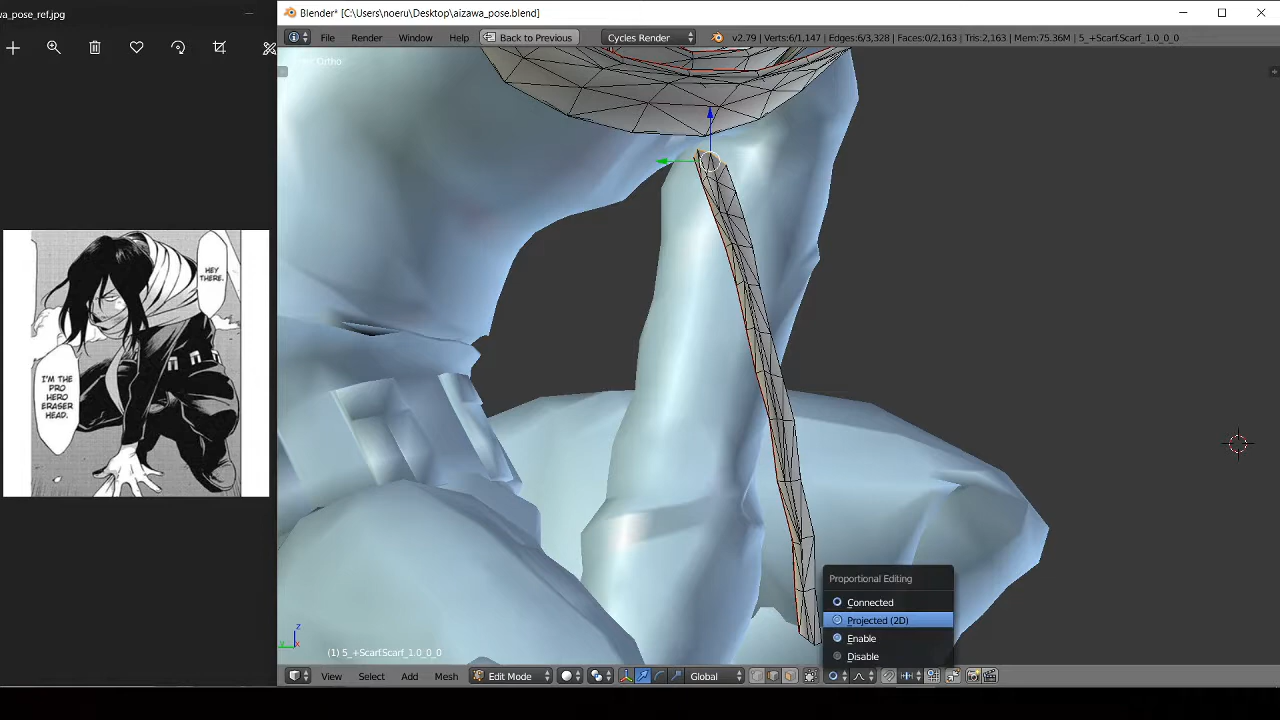 wa_pose_ref.jpg
Blender* [C:\Users\noeru\Desktop\aizawa_pose.blend]
File Render Window Help Back to Previous Cycles Render v2.79 | Verts:6/1,147 | Edges:6/3,328 | Faces:0/2,163 | Tris:2,163 | Mem:75.36M | 5_+Scarf.Scarf_1.0_0_0
Ortho
HEY
THERE.
I'M THE
PRO
HERO
ERASER
HEAD.
Proportional Editing
Connected
Projected (2D)
Enable
Disable
z
y
x
(1) 5_+Scarf.Scarf_1.0_0_0
View Select Add Mesh Edit Mode Global